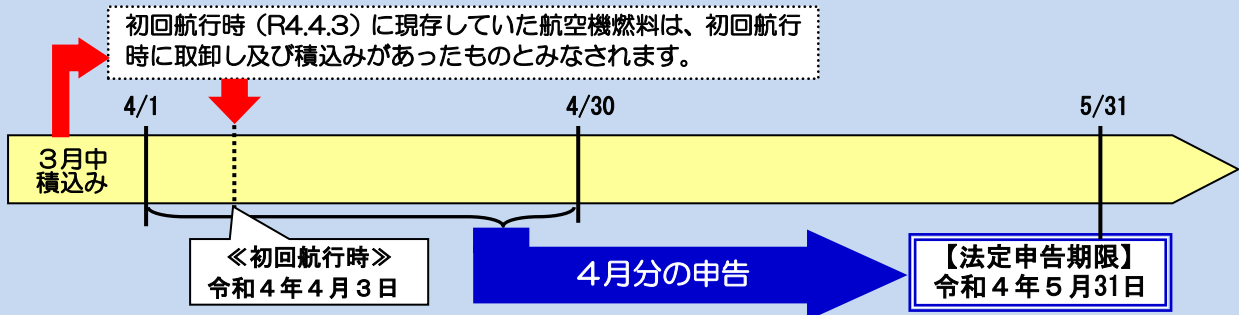 初回航行時（R4.4.3）に現存していた航空機燃料は、初回航行
時に取卸し及び積込みがあったものとみなされます。
4/1
4/30
5/31
３月中
積込み
≪初回航行時≫
令和４年４月３日
４月分の申告
【法定申告期限】
令和４年５月31日